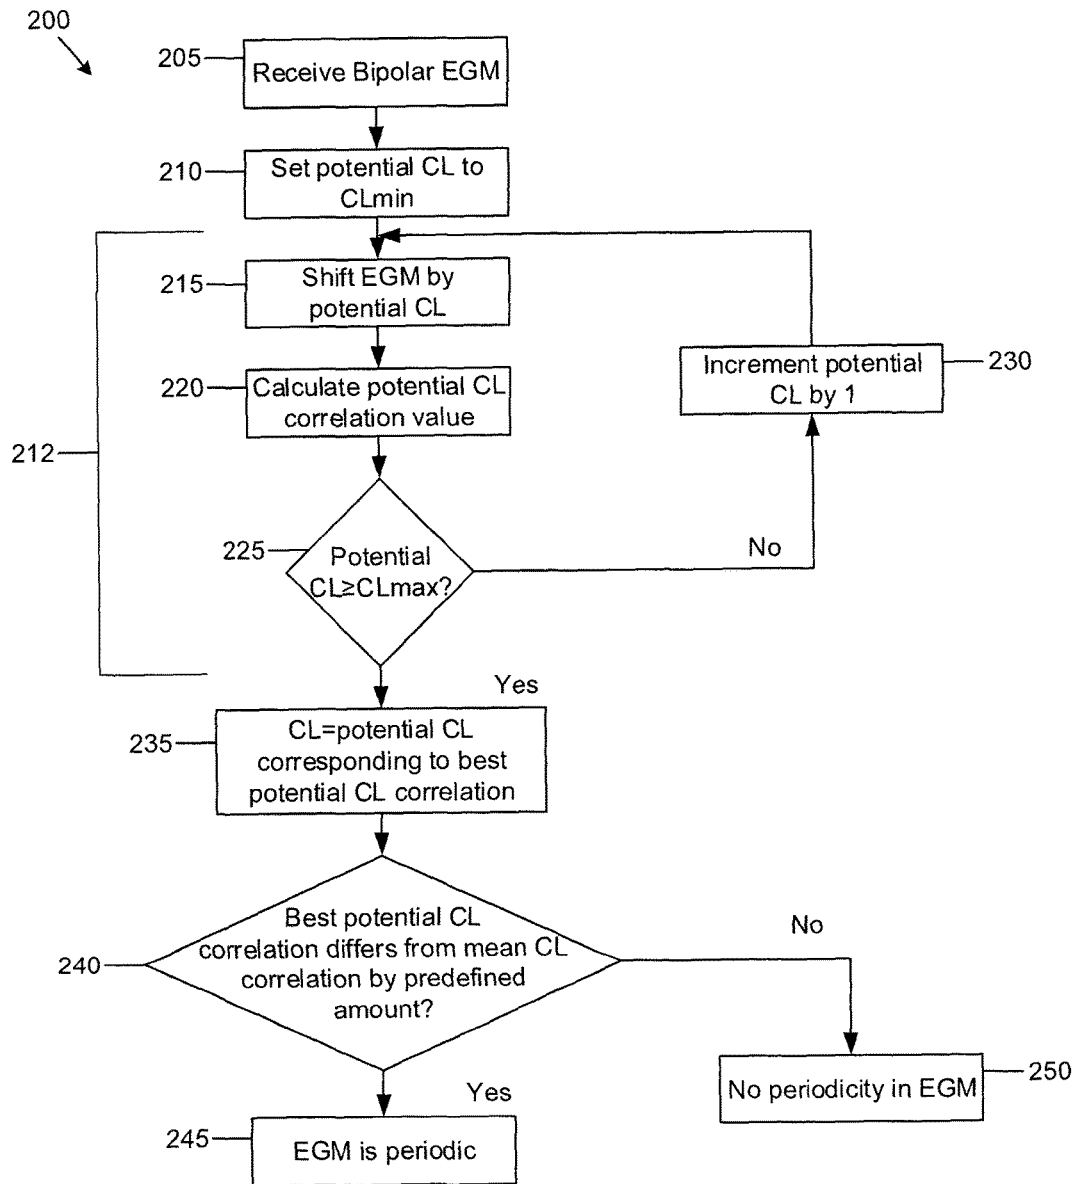 200
205
Receive Bipolar EGM
210
Set potential CL to
CLmin
215
Shift EGM by
potential CL
220
Calculate potential CL
correlation value
Increment potential
CL by 1
230
212
225
Potential
CL≥CLmax?
No
Yes
235
CL=potential CL
corresponding to best
potential CL correlation
240
Best potential CL
correlation differs from mean CL
correlation by predefined
amount?
No
Yes
245
EGM is periodic
No periodicity in EGM
250